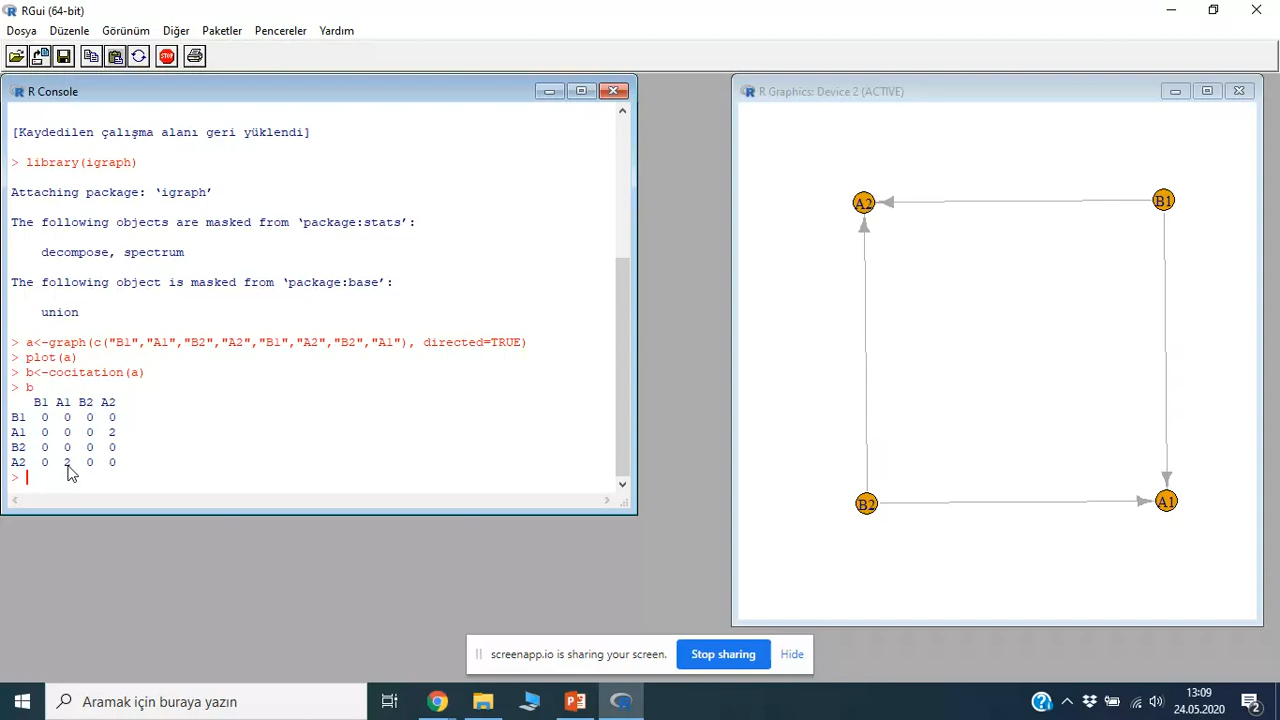 RGui (64-bit)
Dosya Düzenle Görünüm Diğer Paketler Pencereler Yardım
STOP
R Console
[Kaydedilen çalışma alanı geri yüklendi]
> library(igraph)
Attaching package: ‘igraph’
The following objects are masked from ‘package:stats’:
decompose, spectrum
The following object is masked from ‘package:base’:
union
> a<-graph(c("B1","A1","B2","A2","B1","A2","B2","A1"), directed=TRUE)
> plot(a)
> b<-cocitation(a)
> b
B1 A1 B2 A2
B1 0 0 0 0
A1 0 0 0 2
B2 0 0 0 0
A2 0 2 0 0
>
R Graphics: Device 2 (ACTIVE)
A2 B1
B2 A1
screenapp.io is sharing your screen. Stop sharing Hide
Aramak için buraya yazın
13:09
24.05.2020
2